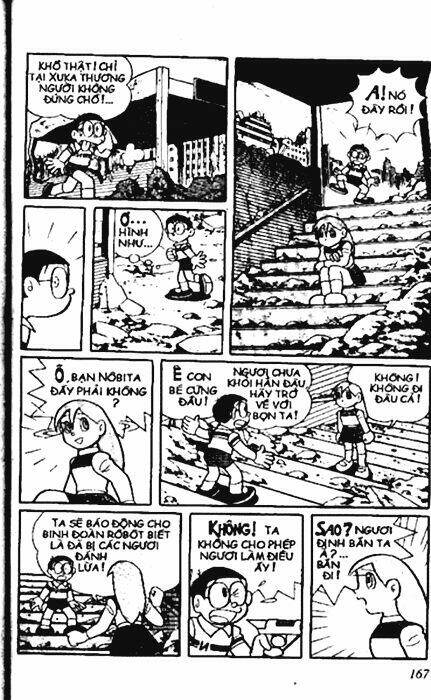 KHỔ THẬT! CHỈ
TẠI XUKA THƯƠNG
NGƯỜI KHÔNG
ĐÚNG CHỖ!...
A! NÓ
ĐÂY RỒI!
Ơ...
HÌNH
NHƯ...
Ồ, BẠN NÔBITA
ĐẤY PHẢI KHÔNG
?
Ê CON
BÉ CỨNG
ĐẦU!
NGƯƠI CHƯA
KHỎI HẲN ĐÂU,
HÃY TRỞ
VỀ VỚI
BỌN TA!
KHÔNG!
KHÔNG ĐI
ĐÂU CẢ!
TA SẼ BÁO ĐỘNG CHO
BINH ĐOÀN RÔBỐT BIẾT
LÀ ĐÃ BỊ CÁC NGƯƠI
ĐÁNH
LỪA!
KHÔNG! TA
KHÔNG CHO PHÉP
NGƯƠI LÀM ĐIỀU
ẤY!
SAO? NGƯƠI
ĐỊNH BẮN TA
À?...
BẮN
ĐI!
167